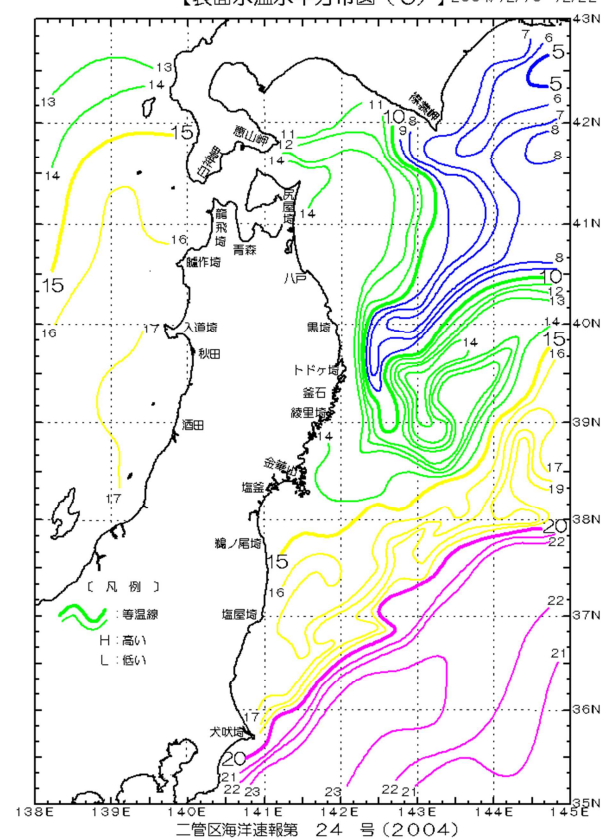 【表面水温水平分布図(℃)】
7
6
5
43N
13
14
15
11
10
襟裳岬
5
13
9
8
6
42N
恵山岬
11
12
7
白神岬
14
8
14
尻屋埼
14
龍飛埼
41N
16
青森
15
艫作埼
8
八戸
10
12
13
16
17
入道埼
黒埼
14
40N
15
秋田
14
16
トドヶ埼
釜石
綾里埼
酒田
39N
14
金華山
17
17
塩釜
19
38N
20
鵜ノ尾埼
22
15
〔 凡 例 〕
16
:等温線
塩屋埼
22
37N
H:高い
L:低い
21
17
36N
犬吠埼
20
21
22
23
23
22
21
35N
138E
139E
140E
141E
142E
143E
144E
145E
二管区海洋速報第 24 号(2004)